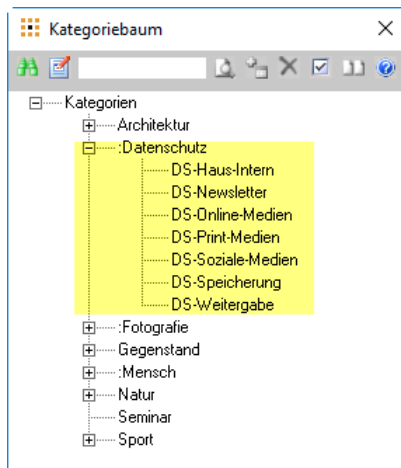 Kategoriebaum
Kategorien
Architektur
:Datenschutz
DS-Haus-Intern
DS-Newsletter
DS-Online-Medien
DS-Print-Medien
DS-Soziale-Medien
DS-Speicherung
DS-Weitergabe
:Fotografie
Gegenstand
:Mensch
Natur
Seminar
Sport